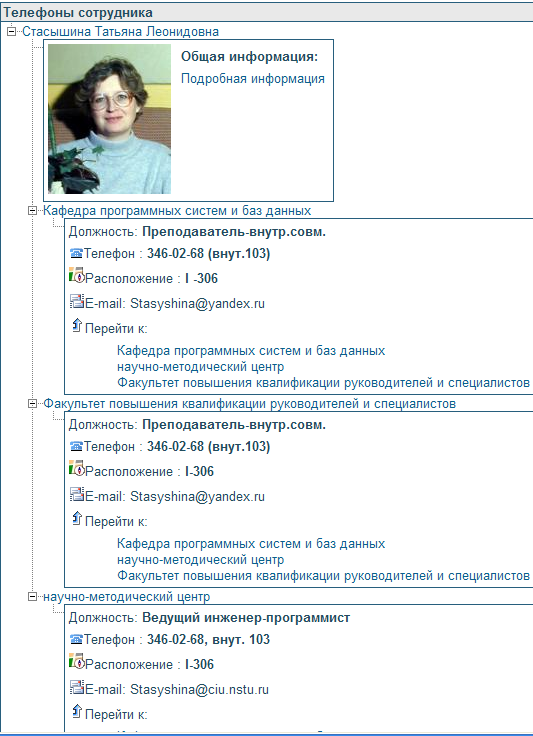 Телефоны сотрудника
Стасышина Татьяна Леонидовна
Общая информация:
Подробная информация
Кафедра программных систем и баз данных
Должность: Преподаватель-внутр.совм.
Телефон : 346-02-68 (внут.103)
Расположение : I -306
E-mail: Stasyshina@yandex.ru
Перейти к:
Кафедра программных систем и баз данных
научно-методический центр
Факультет повышения квалификации руководителей и специалистов
Факультет повышения квалификации руководителей и специалистов
Должность: Преподаватель-внутр.совм.
Телефон : 346-02-68 (внут.103)
Расположение : I-306
E-mail: Stasyshina@yandex.ru
Перейти к:
Кафедра программных систем и баз данных
научно-методический центр
Факультет повышения квалификации руководителей и специалистов
научно-методический центр
Должность: Ведущий инженер-программист
Телефон : 346-02-68, внут. 103
Расположение : I-306
E-mail: Stasyshina@ciu.nstu.ru
Перейти к: